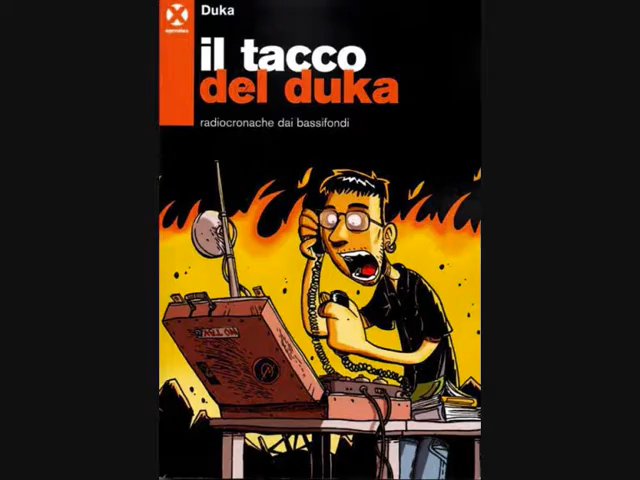 Duka
il tacco
del duka
radiocronache dai bassifondi